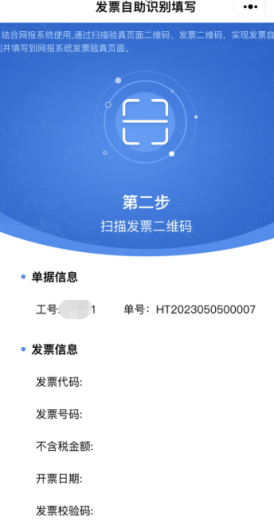 发票自助识别填写
结合网报系统使用,通过扫描验真页面二维码、发票二维码，实现发票自
并填写到网报系统发票验真页面。
第二步
扫描发票二维码
单据信息
工号: 1 单号：HT2023050500007
发票信息
发票代码:
发票号码:
不含税金额:
开票日期:
发票校验码: